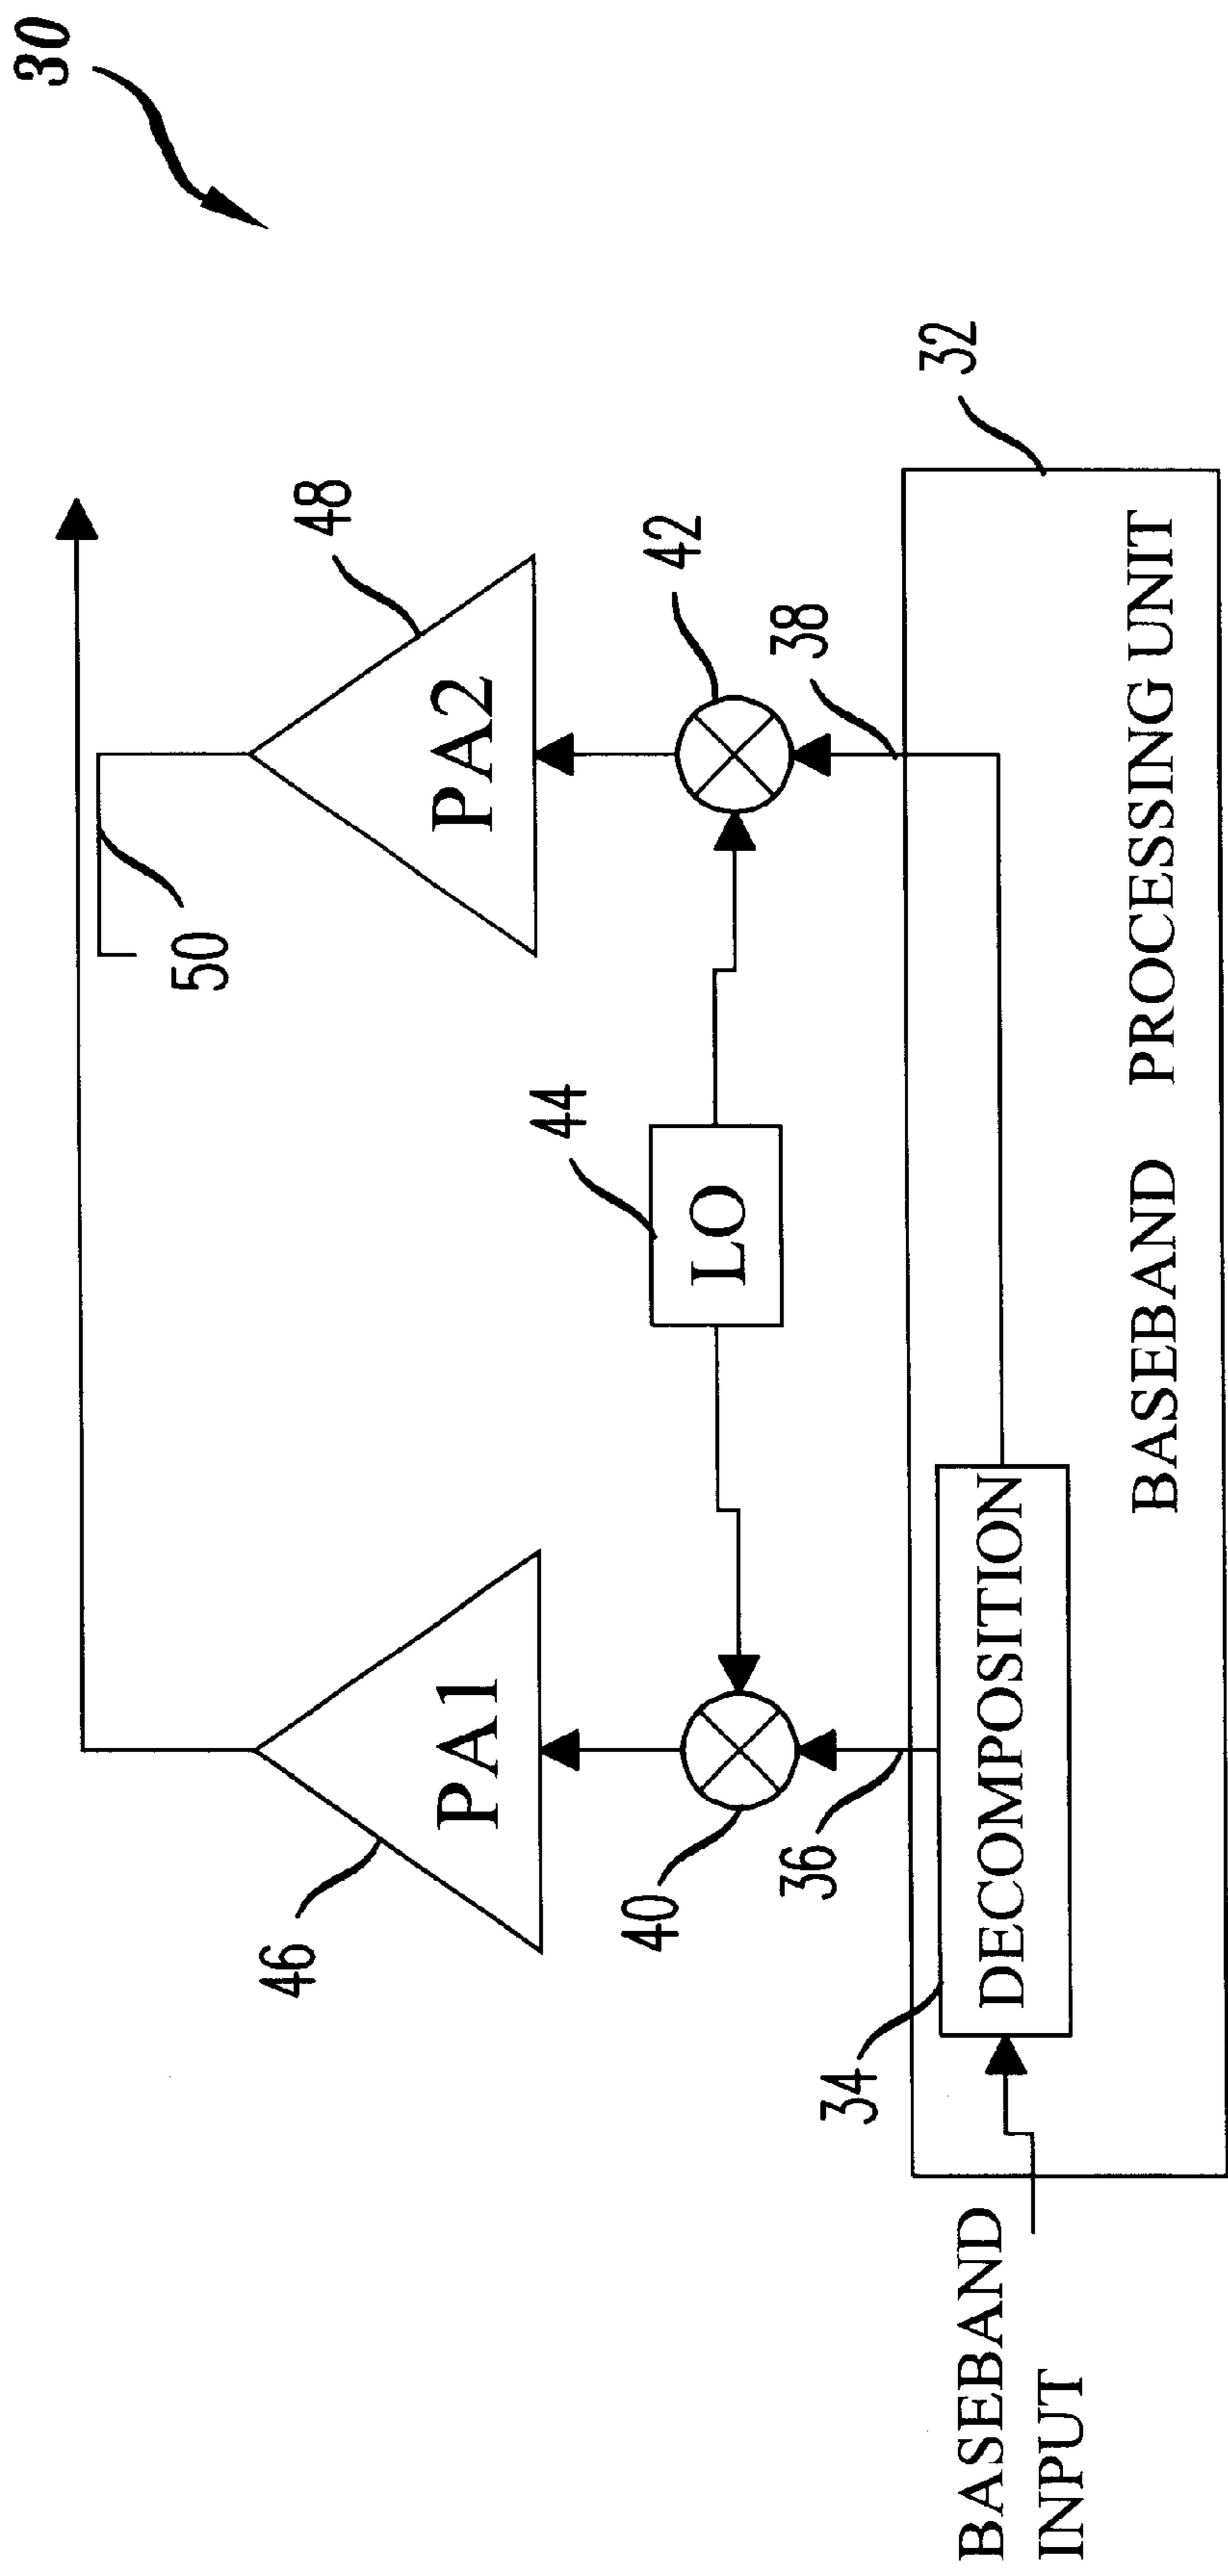 30
50
46
PA1
PA2
48
40
44
LO
42
36
38
34
DECOMPOSITION
32
BASEBAND
INPUT
BASEBAND PROCESSING UNIT